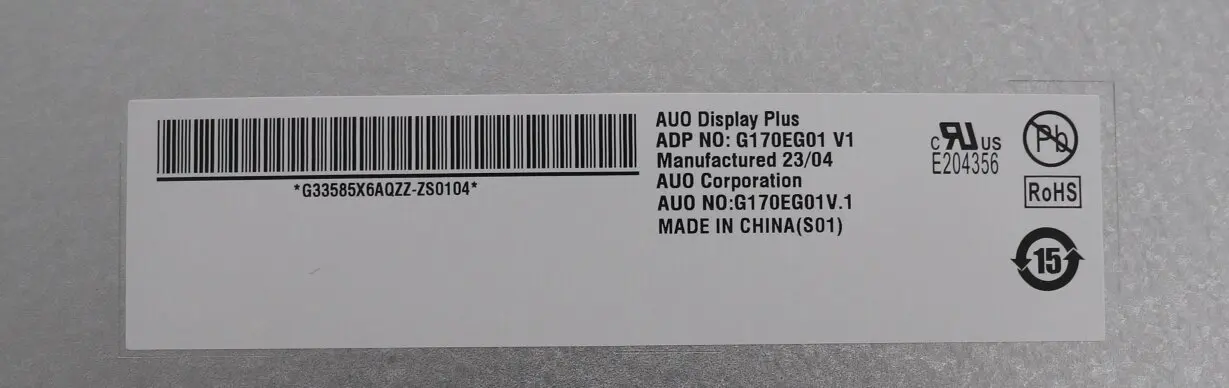 *G33585X6AQZZ-ZS0104*
AUO Display Plus
ADP NO: G170EG01 V1
Manufactured 23/04
AUO Corporation
AUO NO:G170EG01V.1
MADE IN CHINA(S01)
c RU US
E204356
Pb
RoHS
15